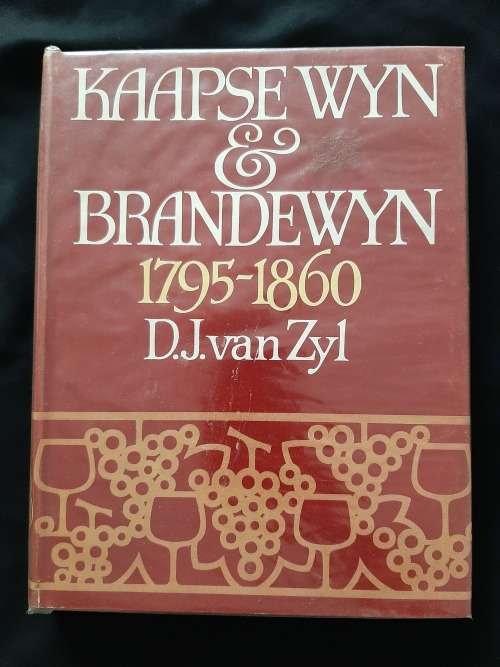 KAAPSE WYN
&
BRANDEWYN
1795-1860
D.J. van Zyl